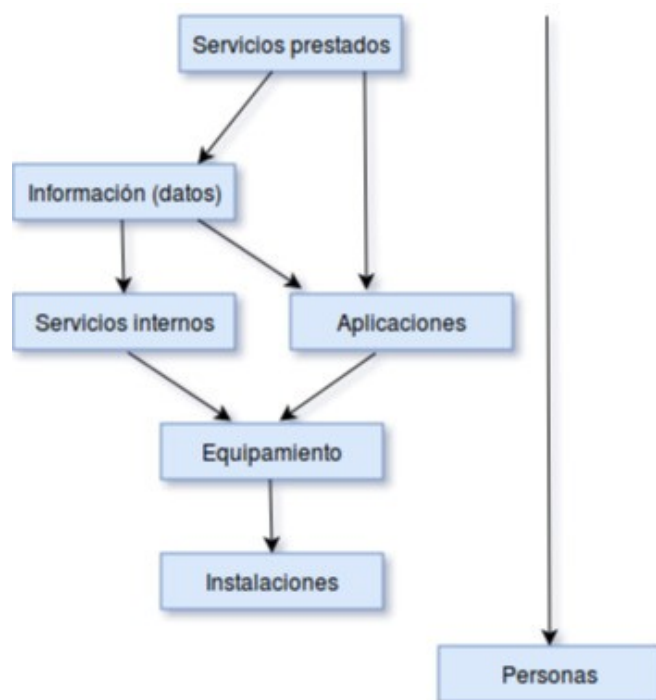 Servicios prestados
Información (datos)
Servicios internos
Aplicaciones
Equipamiento
Instalaciones
Personas